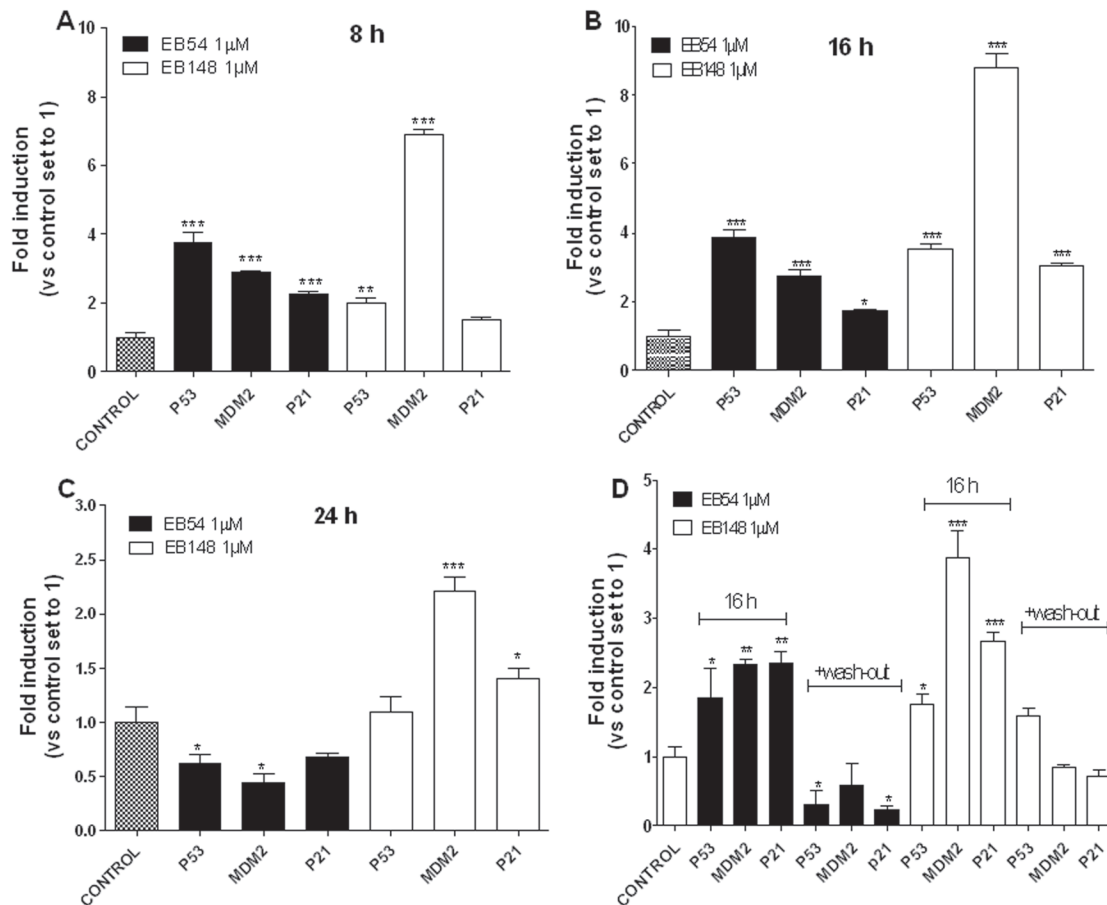 A
8 h
EB54 1µM
EB148 1µM
Fold induction
(vs control set to 1)
10
8
6
4
2
0
***
***
***
**
***
CONTROL
P53
MDM2
P21
P53
MDM2
P21
B
16 h
EB54 1µM
EB148 1µM
Fold induction
(vs control set to 1)
10
8
6
4
2
0
***
***
*
***
***
***
CONTROL
P53
MDM2
P21
P53
MDM2
P21
C
24 h
EB54 1µM
EB148 1µM
Fold induction
(vs control set to 1)
3.0
2.5
2.0
1.5
1.0
0.5
0.0
*
*
***
*
CONTROL
P53
MDM2
P21
P53
MDM2
P21
D
EB54 1µM
EB148 1µM
Fold induction
(vs control set to 1)
5
4
3
2
1
0
16 h
+wash-out
16 h
+wash-out
*
**
**
*
*
*
***
***
CONTROL
P53
MDM2
P21
P53
MDM2
P21
P53
MDM2
P21
P53
MDM2
P21